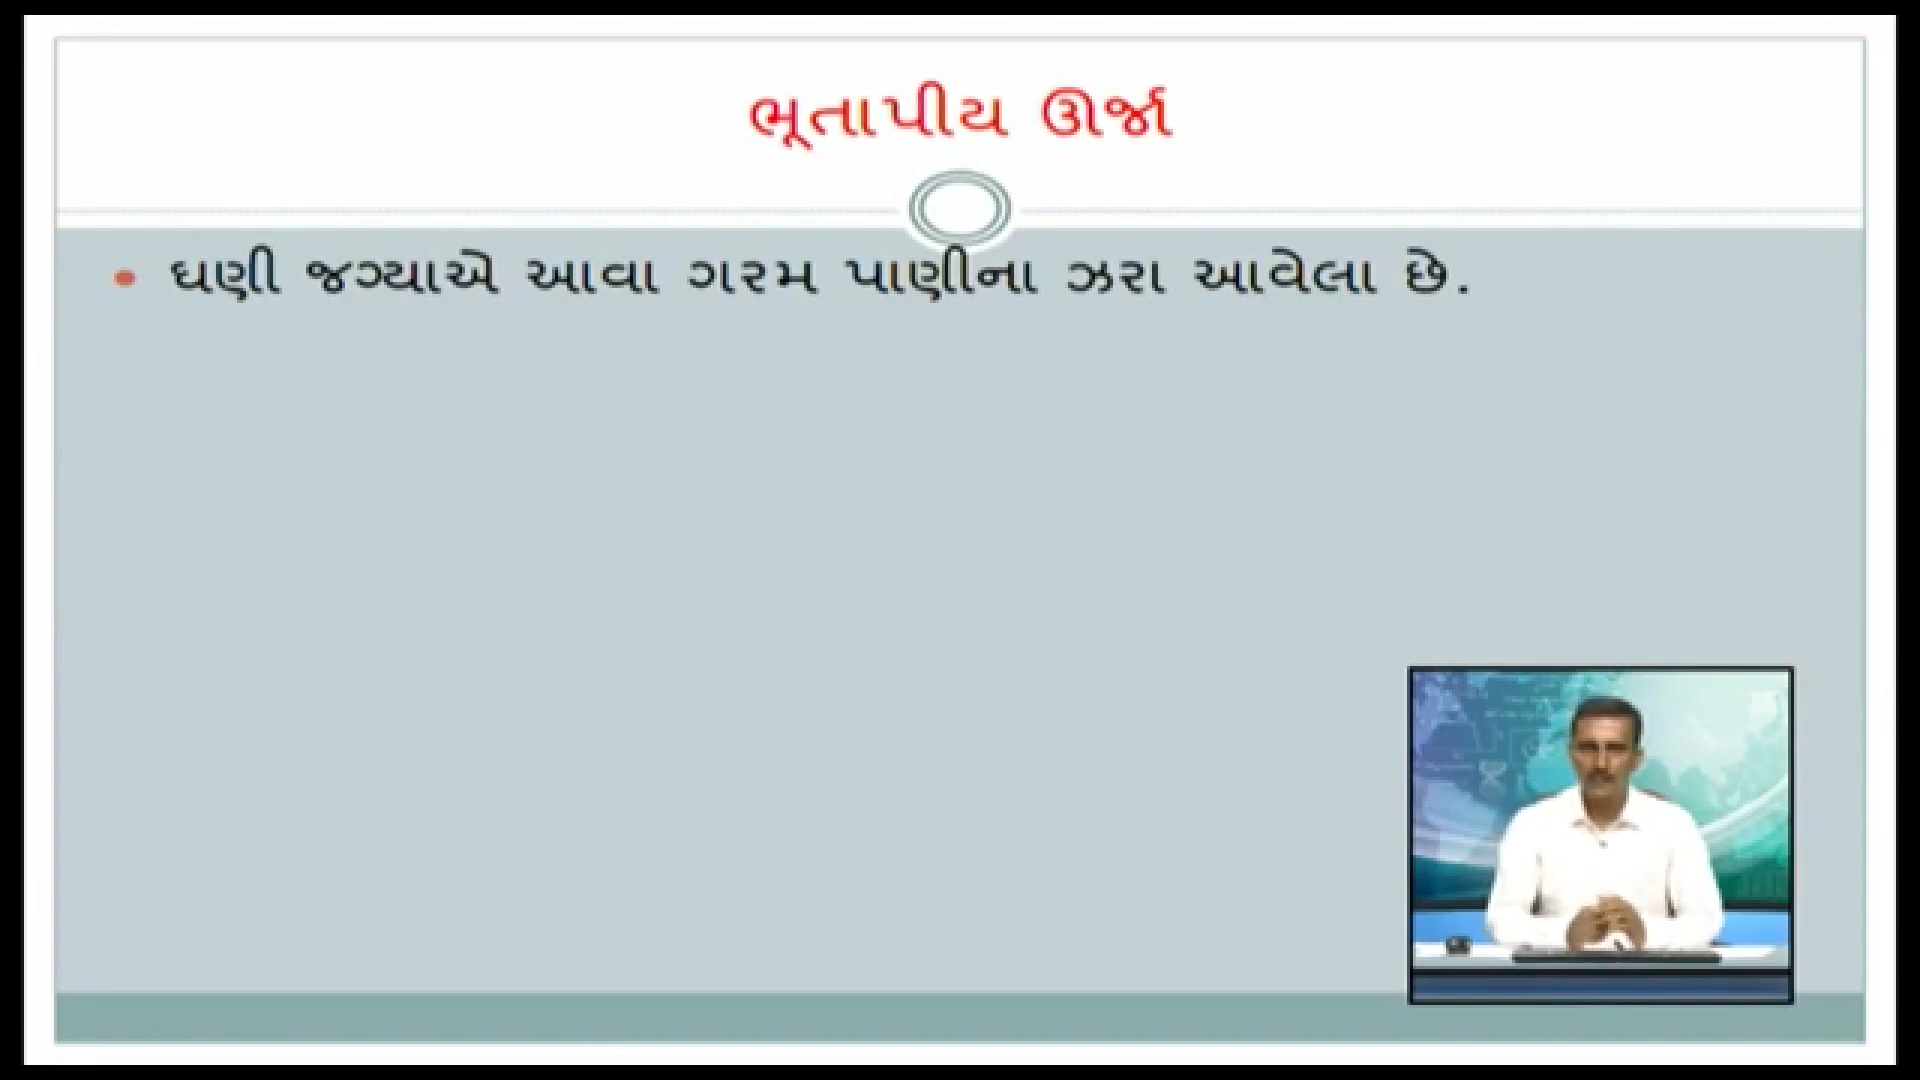 ભૂતાપીય ઊર્જા
ઘણી જગ્યાએ આવા ગરમ પાણીના ઝરા આવેલા છે.